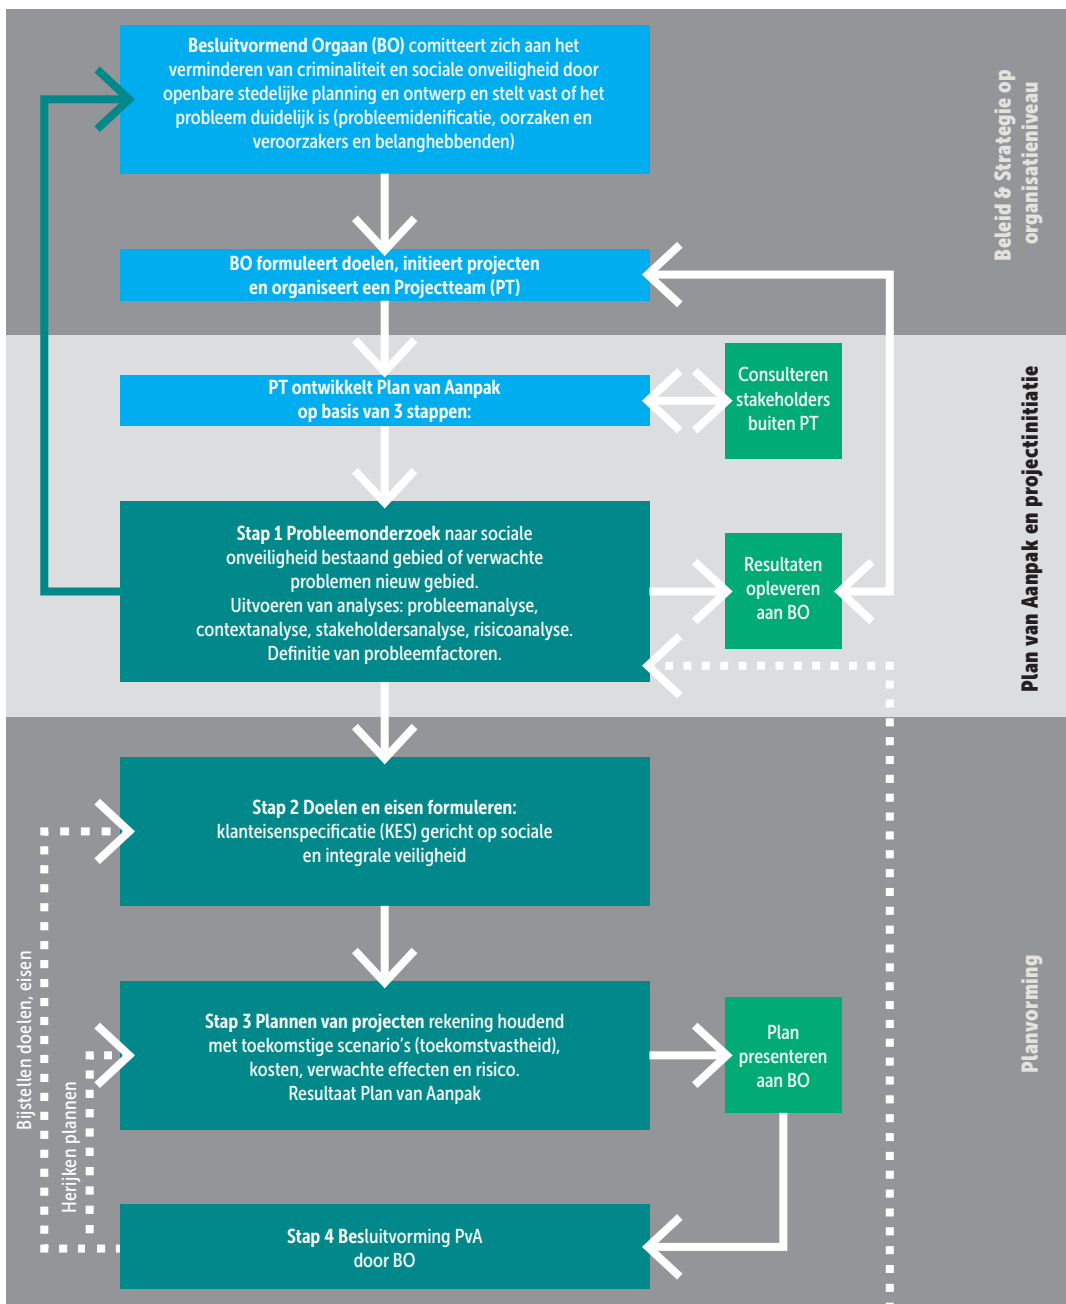 Besluitvormend Orgaan (BO) comitteert zich aan het
verminderen van criminaliteit en sociale onveiligheid door
openbare stedelijke planning en ontwerp en stelt vast of het
probleem duidelijk is (probleemidenificatie, oorzaken en
veroorzakers en belanghebbenden)
Beleid & Strategie op
organisatieniveau
BO formuleert doelen, initieert projecten
en organiseert een Projectteam (PT)
PT ontwikkelt Plan van Aanpak
op basis van 3 stappen:
Consulteren
stakeholders
buiten PT
Plan van Aanpak en projectinitiatie
Stap 1 Probleemonderzoek naar sociale
onveiligheid bestaand gebied of verwachte
problemen nieuw gebied.
Uitvoeren van analyses: probleemanalyse,
contextanalyse, stakeholdersanalyse, risicoanalyse.
Definitie van probleemfactoren.
Resultaten
opleveren
aan BO
Stap 2 Doelen en eisen formuleren:
klanteisenspecificatie (KES) gericht op sociale
en integrale veiligheid
Bijstellen doelen, eisen
Herijken plannen
Stap 3 Plannen van projecten rekening houdend
met toekomstige scenario's (toekomstvastheid),
kosten, verwachte effecten en risico.
Resultaat Plan van Aanpak
Plan
presenteren
aan BO
Planvorming
Stap 4 Besluitvorming PvA
door BO